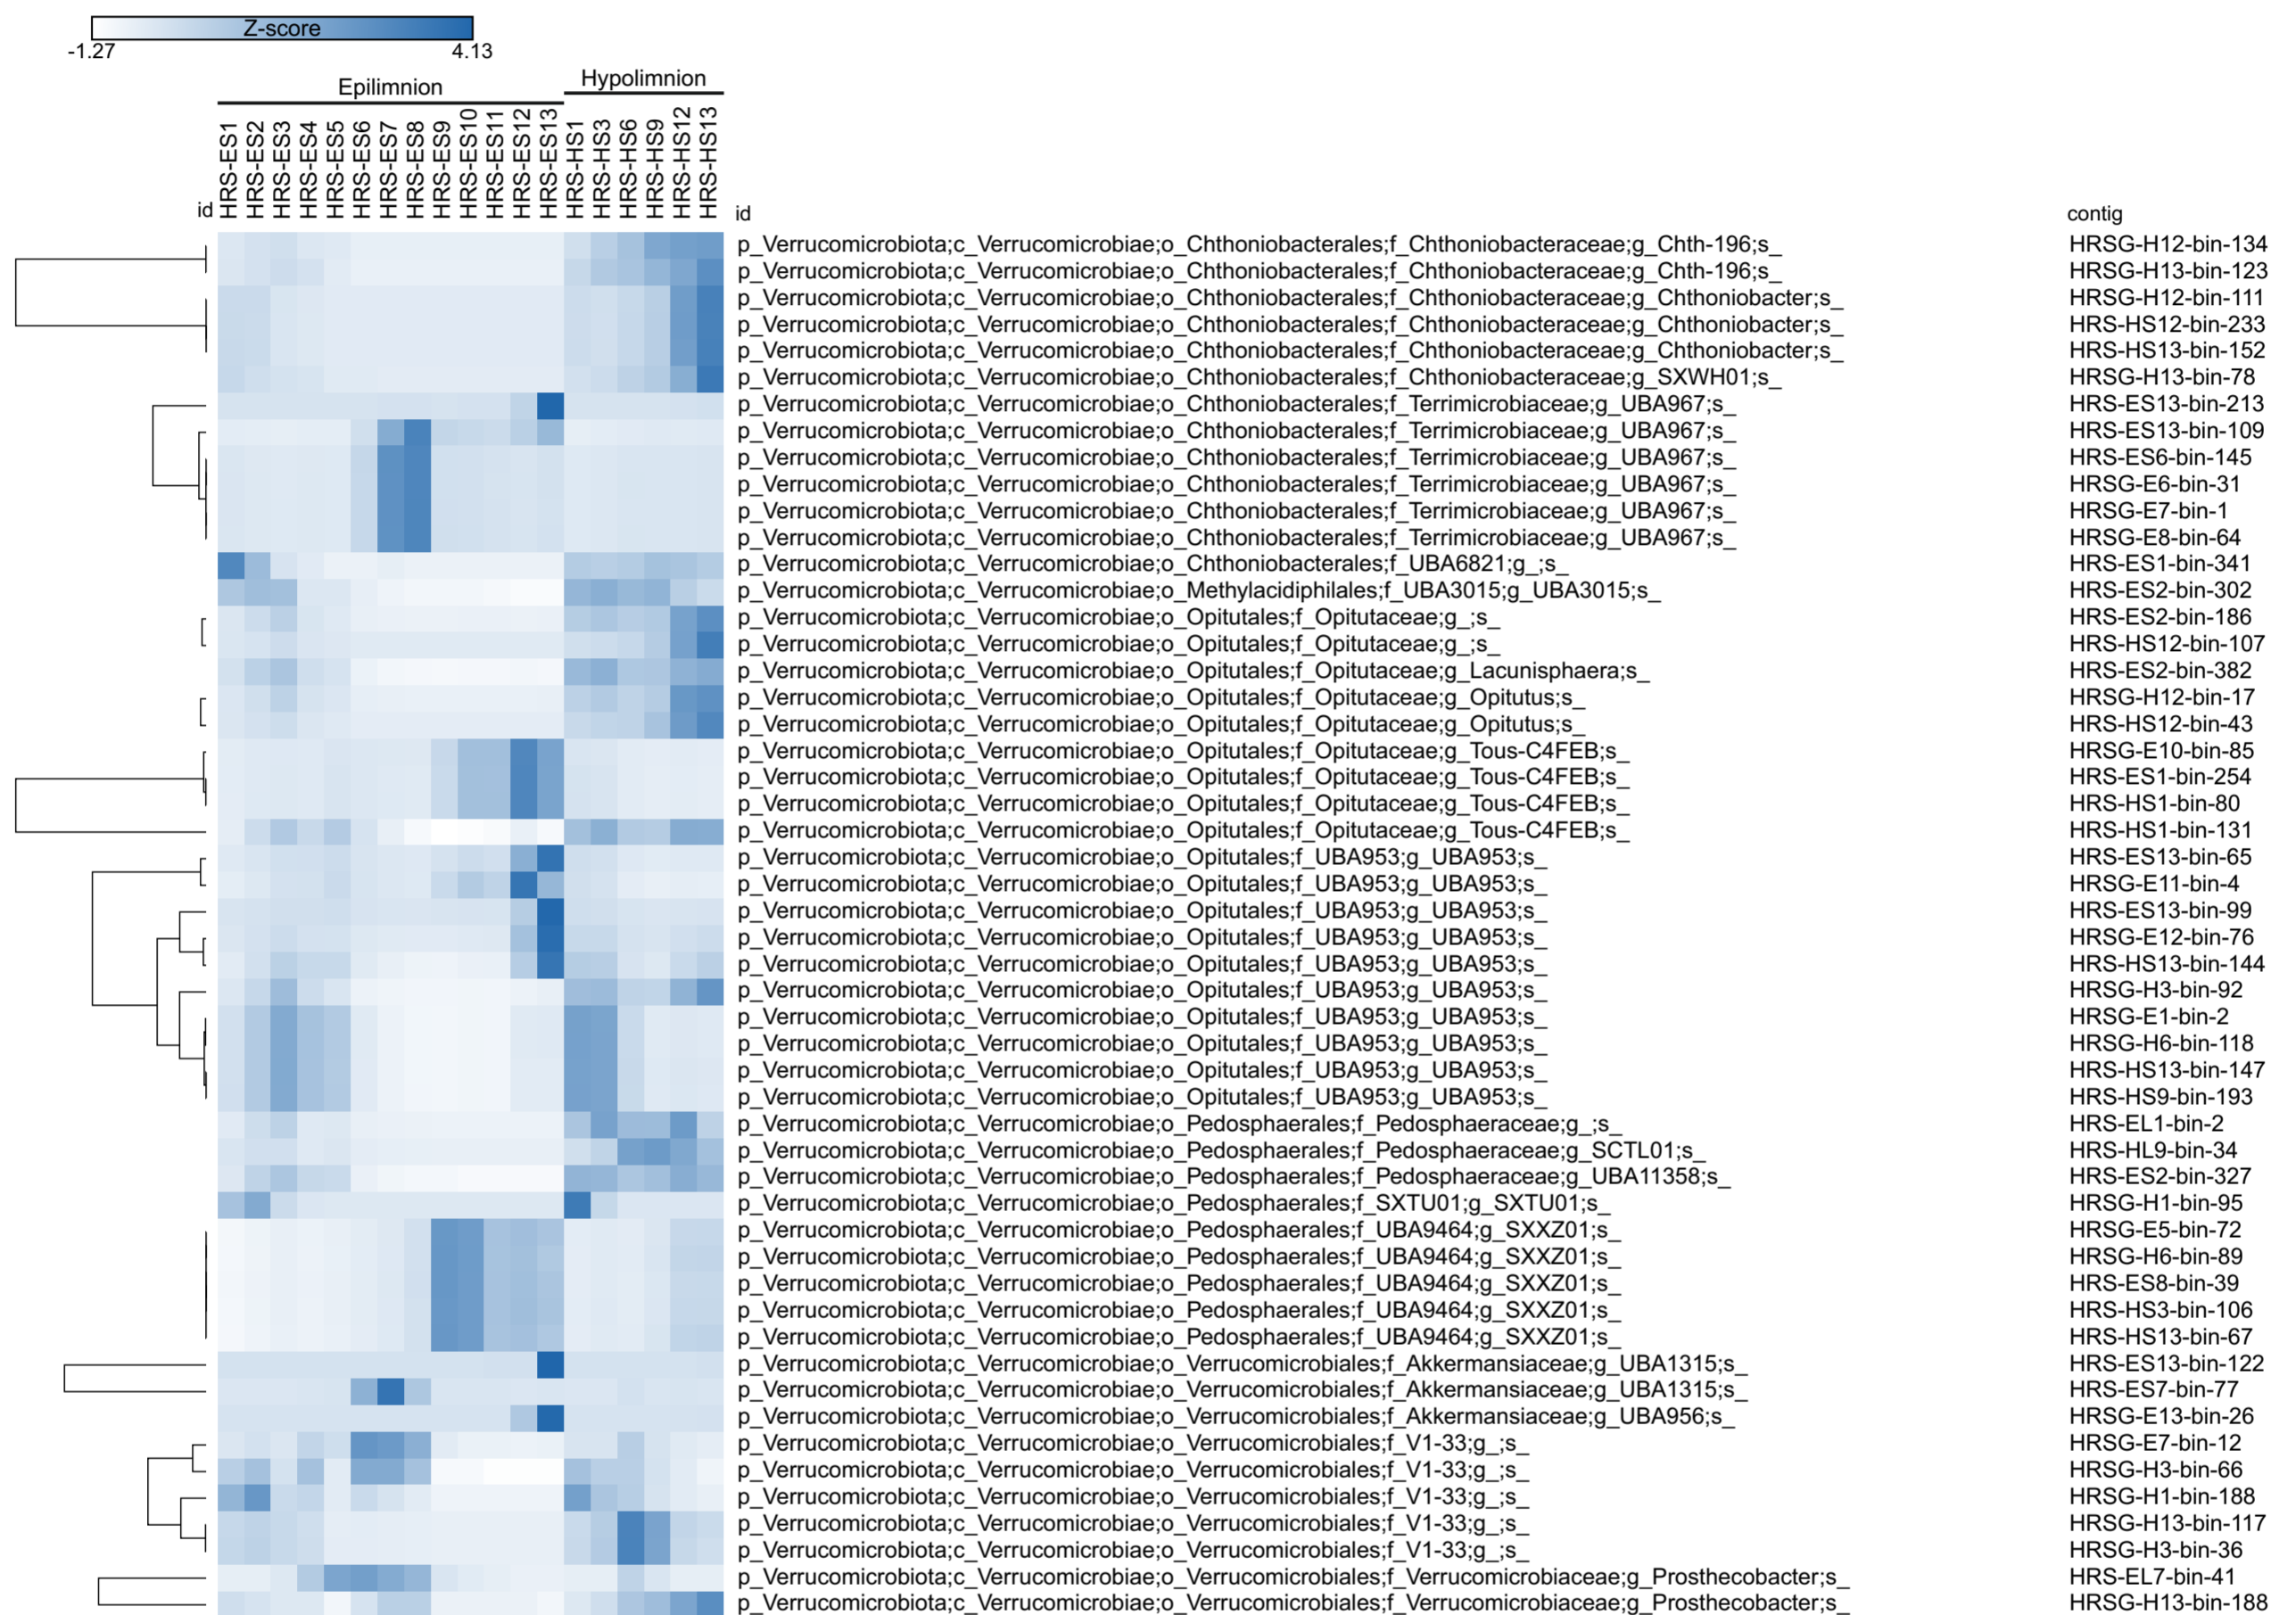 Z-score
-1.27 4.13
Epilimnion Hypolimnion
HRS-ES1 HRS-ES2 HRS-ES3 HRS-ES4 HRS-ES5 HRS-ES6 HRS-ES7 HRS-ES8 HRS-ES9 HRS-ES10 HRS-ES11 HRS-ES12 HRS-ES13 HRS-HS1 HRS-HS3 HRS-HS6 HRS-HS9 HRS-HS12 HRS-HS13
id id contig
p_Verrucomicrobiota;c_Verrucomicrobiae;o_Chthoniobacterales;f_Chthoniobacteraceae;g_Chth-196;s_ HRSG-H12-bin-134
p_Verrucomicrobiota;c_Verrucomicrobiae;o_Chthoniobacterales;f_Chthoniobacteraceae;g_Chth-196;s_ HRSG-H13-bin-123
p_Verrucomicrobiota;c_Verrucomicrobiae;o_Chthoniobacterales;f_Chthoniobacteraceae;g_Chthoniobacter;s_ HRSG-H12-bin-111
p_Verrucomicrobiota;c_Verrucomicrobiae;o_Chthoniobacterales;f_Chthoniobacteraceae;g_Chthoniobacter;s_ HRS-HS12-bin-233
p_Verrucomicrobiota;c_Verrucomicrobiae;o_Chthoniobacterales;f_Chthoniobacteraceae;g_Chthoniobacter;s_ HRS-HS13-bin-152
p_Verrucomicrobiota;c_Verrucomicrobiae;o_Chthoniobacterales;f_Chthoniobacteraceae;g_SXWH01;s_ HRSG-H13-bin-78
p_Verrucomicrobiota;c_Verrucomicrobiae;o_Chthoniobacterales;f_Terrimicrobiaceae;g_UBA967;s_ HRS-ES13-bin-213
p_Verrucomicrobiota;c_Verrucomicrobiae;o_Chthoniobacterales;f_Terrimicrobiaceae;g_UBA967;s_ HRS-ES13-bin-109
p_Verrucomicrobiota;c_Verrucomicrobiae;o_Chthoniobacterales;f_Terrimicrobiaceae;g_UBA967;s_ HRS-ES6-bin-145
p_Verrucomicrobiota;c_Verrucomicrobiae;o_Chthoniobacterales;f_Terrimicrobiaceae;g_UBA967;s_ HRSG-E6-bin-31
p_Verrucomicrobiota;c_Verrucomicrobiae;o_Chthoniobacterales;f_Terrimicrobiaceae;g_UBA967;s_ HRSG-E7-bin-1
p_Verrucomicrobiota;c_Verrucomicrobiae;o_Chthoniobacterales;f_Terrimicrobiaceae;g_UBA967;s_ HRSG-E8-bin-64
p_Verrucomicrobiota;c_Verrucomicrobiae;o_Chthoniobacterales;f_UBA6821;g_;s_ HRS-ES1-bin-341
p_Verrucomicrobiota;c_Verrucomicrobiae;o_Methylacidiphilales;f_UBA3015;g_UBA3015;s_ HRS-ES2-bin-302
p_Verrucomicrobiota;c_Verrucomicrobiae;o_Opitutales;f_Opitutaceae;g_;s_ HRS-ES2-bin-186
p_Verrucomicrobiota;c_Verrucomicrobiae;o_Opitutales;f_Opitutaceae;g_;s_ HRS-HS12-bin-107
p_Verrucomicrobiota;c_Verrucomicrobiae;o_Opitutales;f_Opitutaceae;g_Lacunisphaera;s_ HRS-ES2-bin-382
p_Verrucomicrobiota;c_Verrucomicrobiae;o_Opitutales;f_Opitutaceae;g_Opitutus;s_ HRSG-H12-bin-17
p_Verrucomicrobiota;c_Verrucomicrobiae;o_Opitutales;f_Opitutaceae;g_Opitutus;s_ HRS-HS12-bin-43
p_Verrucomicrobiota;c_Verrucomicrobiae;o_Opitutales;f_Opitutaceae;g_Tous-C4FEB;s_ HRSG-E10-bin-85
p_Verrucomicrobiota;c_Verrucomicrobiae;o_Opitutales;f_Opitutaceae;g_Tous-C4FEB;s_ HRS-ES1-bin-254
p_Verrucomicrobiota;c_Verrucomicrobiae;o_Opitutales;f_Opitutaceae;g_Tous-C4FEB;s_ HRS-HS1-bin-80
p_Verrucomicrobiota;c_Verrucomicrobiae;o_Opitutales;f_Opitutaceae;g_Tous-C4FEB;s_ HRS-HS1-bin-131
p_Verrucomicrobiota;c_Verrucomicrobiae;o_Opitutales;f_UBA953;g_UBA953;s_ HRS-ES13-bin-65
p_Verrucomicrobiota;c_Verrucomicrobiae;o_Opitutales;f_UBA953;g_UBA953;s_ HRSG-E11-bin-4
p_Verrucomicrobiota;c_Verrucomicrobiae;o_Opitutales;f_UBA953;g_UBA953;s_ HRS-ES13-bin-99
p_Verrucomicrobiota;c_Verrucomicrobiae;o_Opitutales;f_UBA953;g_UBA953;s_ HRSG-E12-bin-76
p_Verrucomicrobiota;c_Verrucomicrobiae;o_Opitutales;f_UBA953;g_UBA953;s_ HRS-HS13-bin-144
p_Verrucomicrobiota;c_Verrucomicrobiae;o_Opitutales;f_UBA953;g_UBA953;s_ HRSG-H3-bin-92
p_Verrucomicrobiota;c_Verrucomicrobiae;o_Opitutales;f_UBA953;g_UBA953;s_ HRSG-E1-bin-2
p_Verrucomicrobiota;c_Verrucomicrobiae;o_Opitutales;f_UBA953;g_UBA953;s_ HRSG-H6-bin-118
p_Verrucomicrobiota;c_Verrucomicrobiae;o_Opitutales;f_UBA953;g_UBA953;s_ HRS-HS13-bin-147
p_Verrucomicrobiota;c_Verrucomicrobiae;o_Opitutales;f_UBA953;g_UBA953;s_ HRS-HS9-bin-193
p_Verrucomicrobiota;c_Verrucomicrobiae;o_Pedosphaerales;f_Pedosphaeraceae;g_;s_ HRS-EL1-bin-2
p_Verrucomicrobiota;c_Verrucomicrobiae;o_Pedosphaerales;f_Pedosphaeraceae;g_SCTL01;s_ HRS-HL9-bin-34
p_Verrucomicrobiota;c_Verrucomicrobiae;o_Pedosphaerales;f_Pedosphaeraceae;g_UBA11358;s_ HRS-ES2-bin-327
p_Verrucomicrobiota;c_Verrucomicrobiae;o_Pedosphaerales;f_SXTU01;g_SXTU01;s_ HRSG-H1-bin-95
p_Verrucomicrobiota;c_Verrucomicrobiae;o_Pedosphaerales;f_UBA9464;g_SXXZ01;s_ HRSG-E5-bin-72
p_Verrucomicrobiota;c_Verrucomicrobiae;o_Pedosphaerales;f_UBA9464;g_SXXZ01;s_ HRSG-H6-bin-89
p_Verrucomicrobiota;c_Verrucomicrobiae;o_Pedosphaerales;f_UBA9464;g_SXXZ01;s_ HRS-ES8-bin-39
p_Verrucomicrobiota;c_Verrucomicrobiae;o_Pedosphaerales;f_UBA9464;g_SXXZ01;s_ HRS-HS3-bin-106
p_Verrucomicrobiota;c_Verrucomicrobiae;o_Pedosphaerales;f_UBA9464;g_SXXZ01;s_ HRS-HS13-bin-67
p_Verrucomicrobiota;c_Verrucomicrobiae;o_Verrucomicrobiales;f_Akkermansiaceae;g_UBA1315;s_ HRS-ES13-bin-122
p_Verrucomicrobiota;c_Verrucomicrobiae;o_Verrucomicrobiales;f_Akkermansiaceae;g_UBA1315;s_ HRS-ES7-bin-77
p_Verrucomicrobiota;c_Verrucomicrobiae;o_Verrucomicrobiales;f_Akkermansiaceae;g_UBA956;s_ HRSG-E13-bin-26
p_Verrucomicrobiota;c_Verrucomicrobiae;o_Verrucomicrobiales;f_V1-33;g_;s_ HRSG-E7-bin-12
p_Verrucomicrobiota;c_Verrucomicrobiae;o_Verrucomicrobiales;f_V1-33;g_;s_ HRSG-H3-bin-66
p_Verrucomicrobiota;c_Verrucomicrobiae;o_Verrucomicrobiales;f_V1-33;g_;s_ HRSG-H1-bin-188
p_Verrucomicrobiota;c_Verrucomicrobiae;o_Verrucomicrobiales;f_V1-33;g_;s_ HRSG-H13-bin-117
p_Verrucomicrobiota;c_Verrucomicrobiae;o_Verrucomicrobiales;f_V1-33;g_;s_ HRSG-H3-bin-36
p_Verrucomicrobiota;c_Verrucomicrobiae;o_Verrucomicrobiales;f_Verrucomicrobiaceae;g_Prosthecobacter;s_ HRS-EL7-bin-41
p_Verrucomicrobiota;c_Verrucomicrobiae;o_Verrucomicrobiales;f_Verrucomicrobiaceae;g_Prosthecobacter;s_ HRSG-H13-bin-188